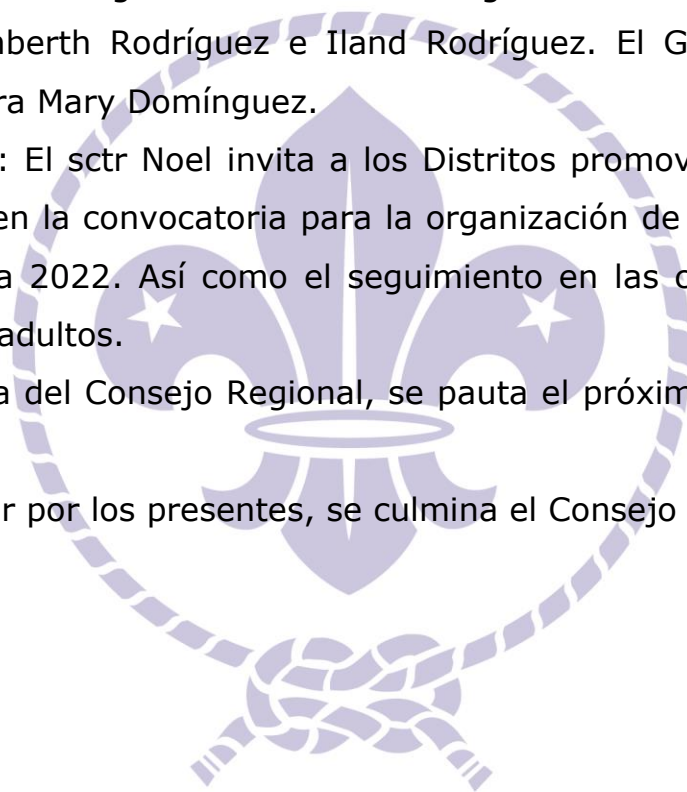 berth Rodríguez e Iland Rodríguez. El G
ra Mary Domínguez.
: El sctr Noel invita a los Distritos promov
en la convocatoria para la organización de
a 2022. Así como el seguimiento en las
adultos.
a del Consejo Regional, se pauta el próxim
r por los presentes, se culmina el Consejo